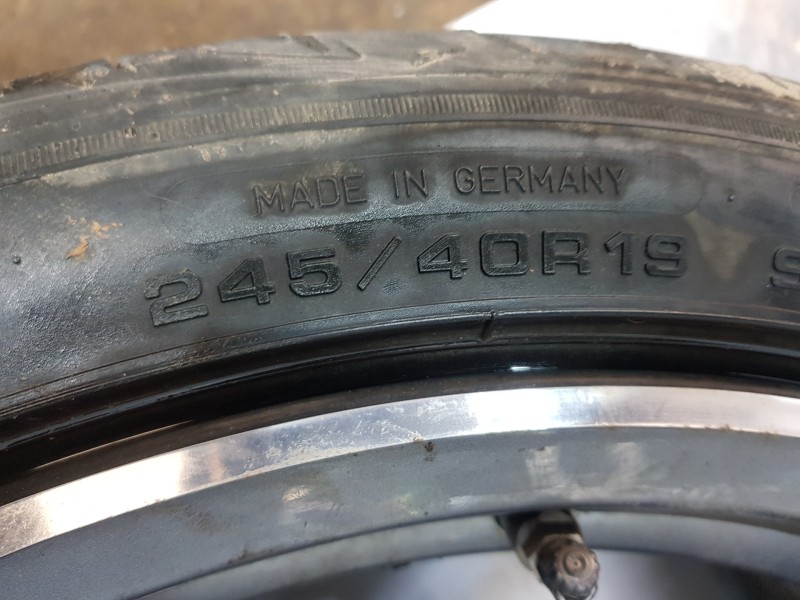 MADE IN GERMANY
245/40R19 S